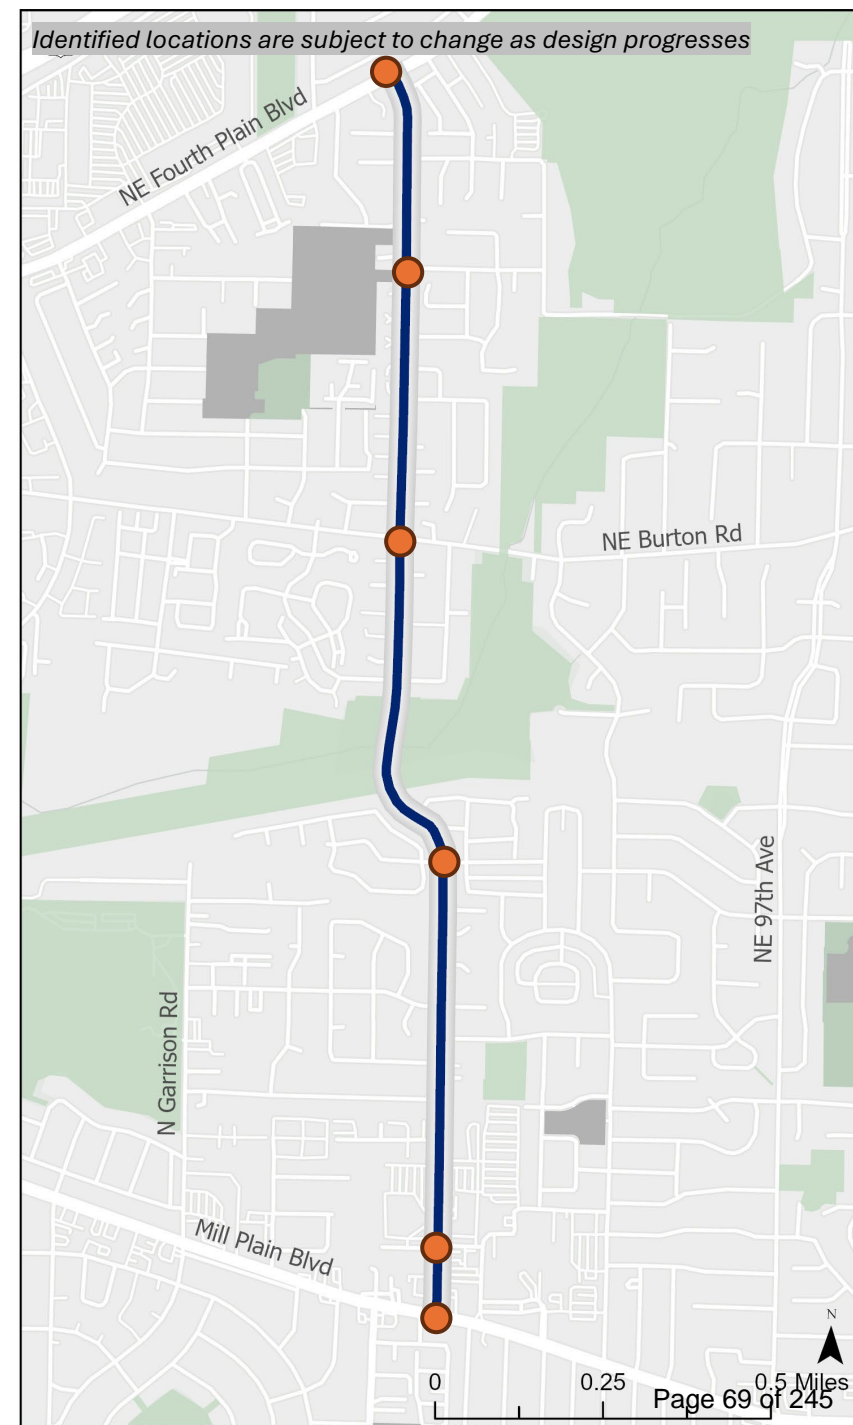 Identified locations are subject to change as design progresses
NE Fourth Plain Blvd
NE Burton Rd
NE 97th Ave
N Garrison Rd
Mill Plain Blvd
N
0 0.25 0.5 Miles
Page 69 of 245